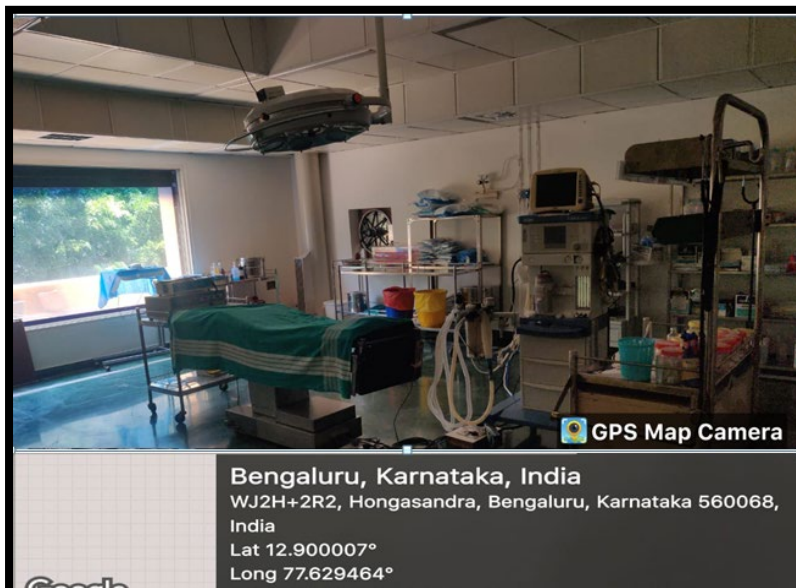 GPS Map Camera
Bengaluru, Karnataka, India
WJ2H+2R2, Hongasandra, Bengaluru, Karnataka 560068,
India
Lat 12.900007°
Long 77.629464°
Google